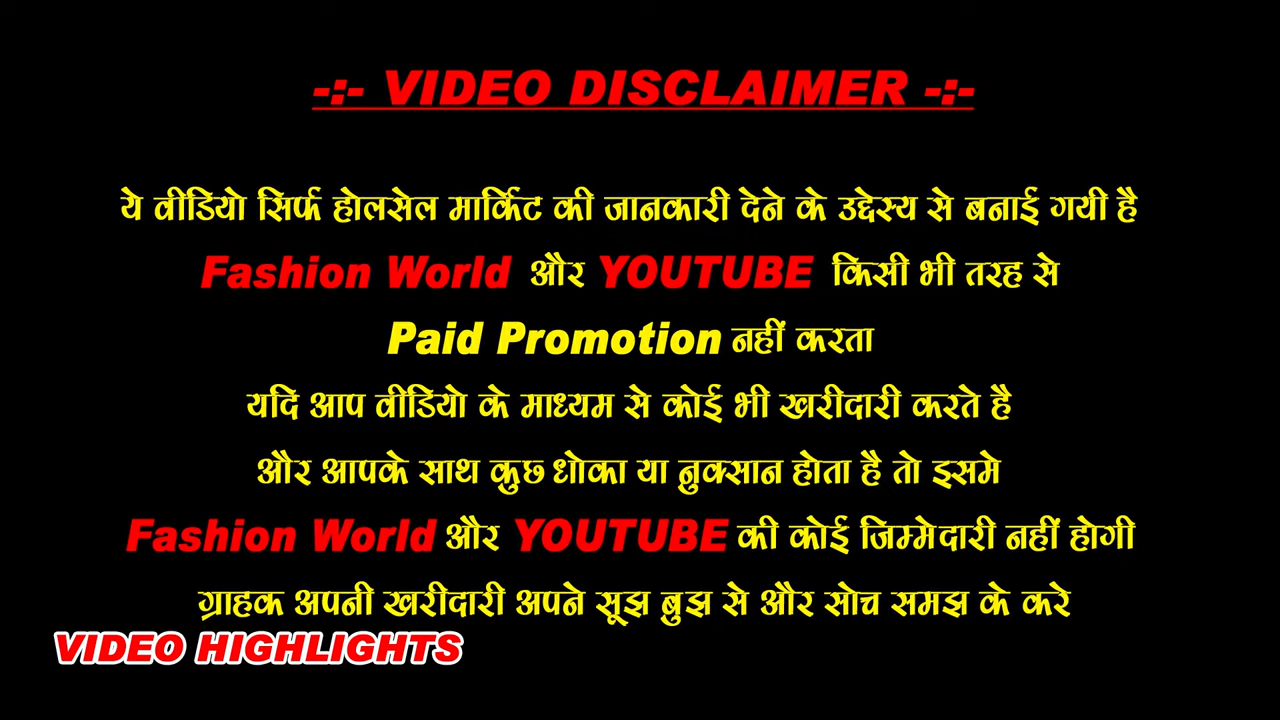 -:- VIDEO DISCLAIMER -:-
ये वीडियो सिर्फ होलसेल मार्किट की जानकारी देने के उद्देस्य से बनाई गयी है
Fashion World और YOUTUBE किसी भी तरह से
Paid Promotion नहीं करता
यदि आप वीडियो के माध्यम से कोई भी खरीदारी करते है
और आपके साथ कुछ धोका या नुक्सान होता है तो इसमे
Fashion World और YOUTUBE की कोई जिम्मेदारी नहीं होगी
ग्राहक अपनी खरीदारी अपने सूझ बुझ से और सोच समझ के करे
VIDEO HIGHLIGHTS